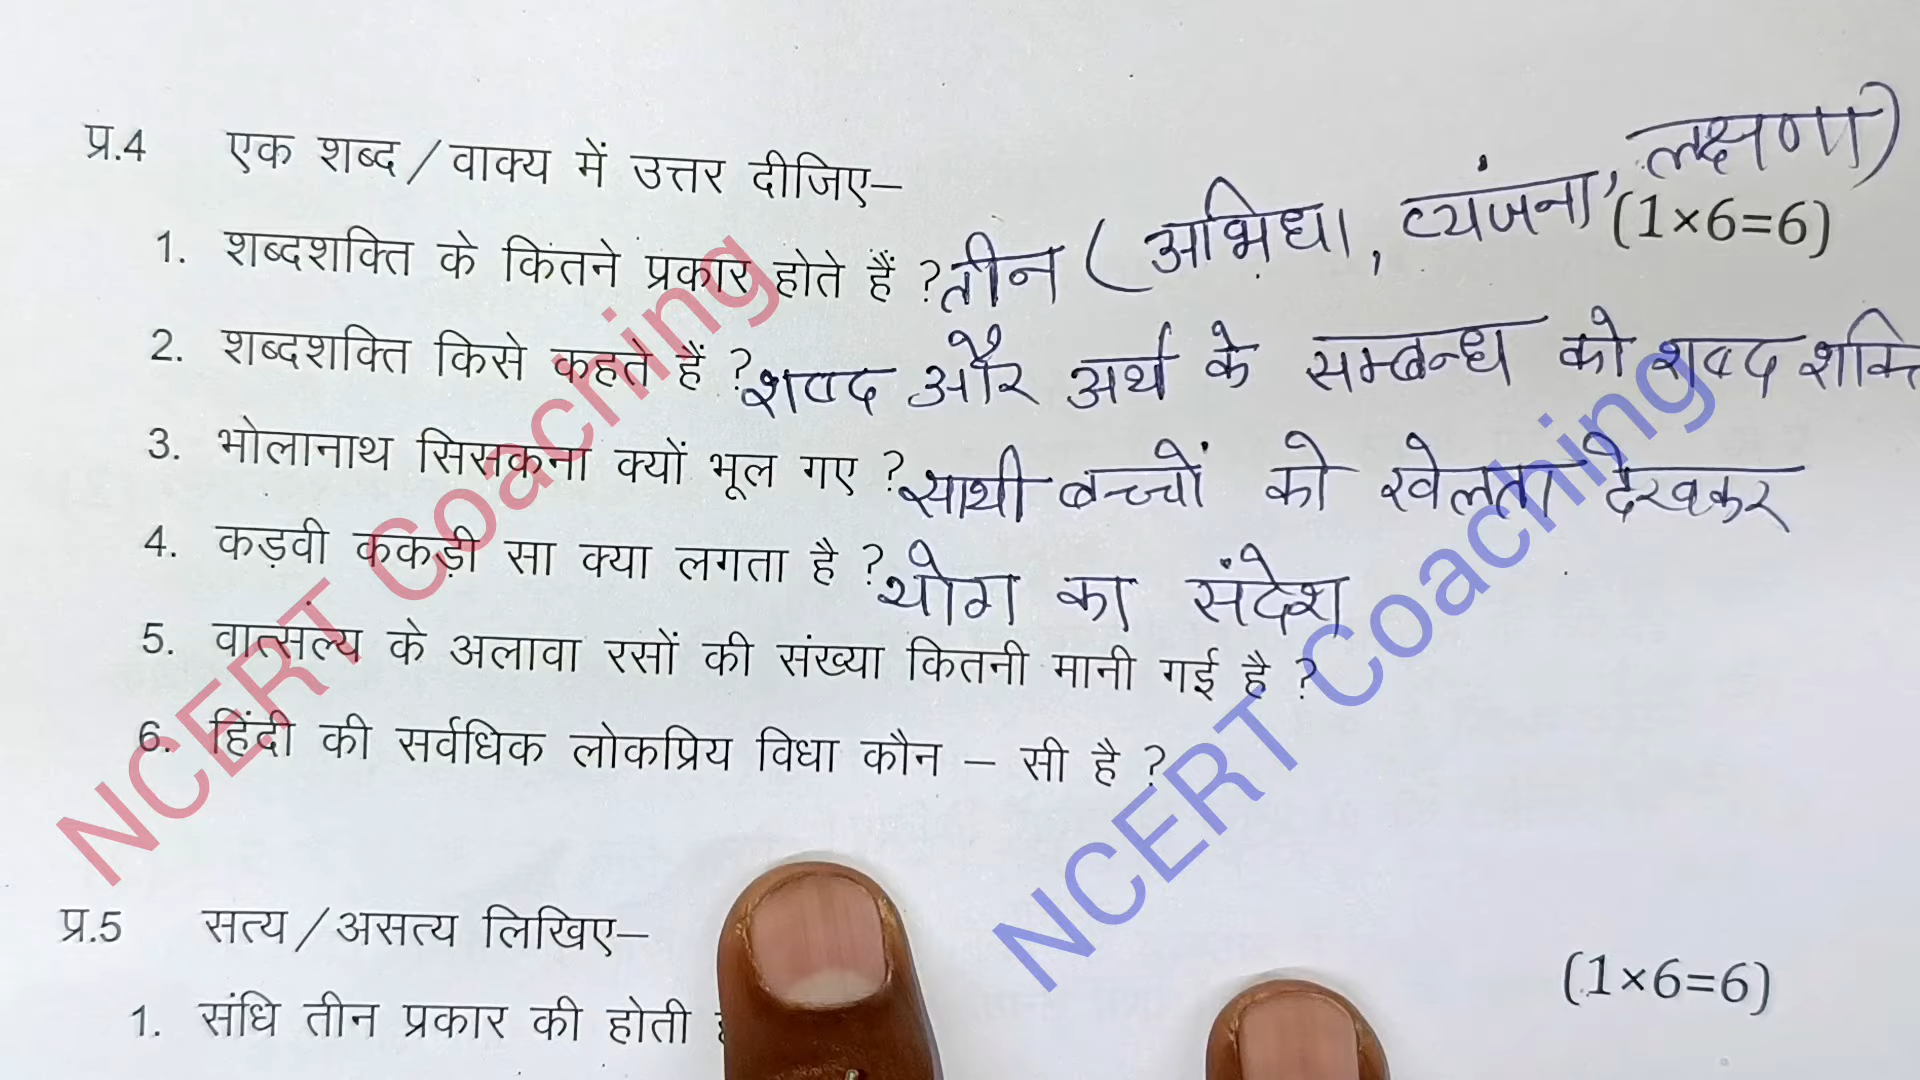 प्र.4 एक शब्द/वाक्य में उत्तर दीजिए–
(1×6=6)
1. शब्दशक्ति के कितने प्रकार होते हैं ? तीन (अभिधा, व्यंजना, लक्षणा)
2. शब्दशक्ति किसे कहते हैं ? शब्द और अर्थ के सम्बन्ध को शब्द शक्ति
3. भोलानाथ सिसकना क्यों भूल गए ? साथी बच्चों को खेलता देखकर
4. कड़वी ककड़ी सा क्या लगता है ? योग का संदेश
5. वात्सल्य के अलावा रसों की संख्या कितनी मानी गई है ?
6. हिंदी की सर्वधिक लोकप्रिय विधा कौन – सी है ?
प्र.5 सत्य/असत्य लिखिए–
(1×6=6)
1. संधि तीन प्रकार की होती
NCERT Coaching
NCERT Coaching